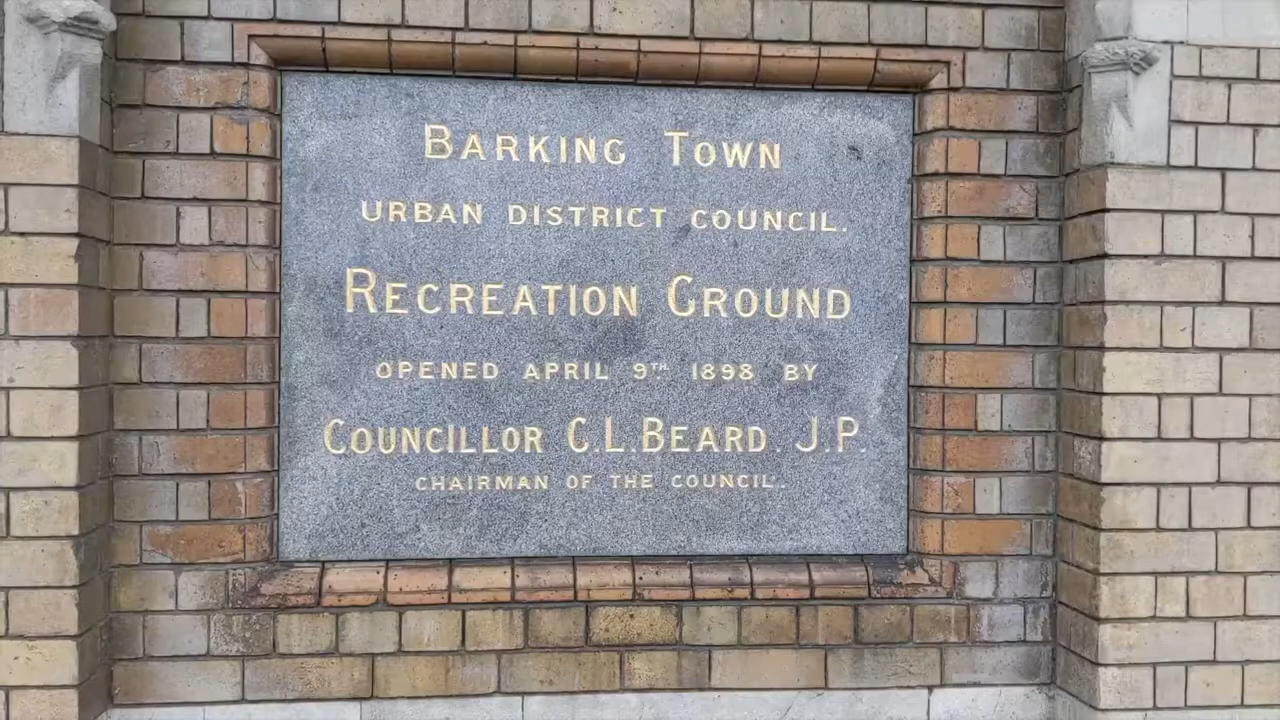 BARKING TOWN
URBAN DISTRICT COUNCIL.
RECREATION GROUND
OPENED APRIL 9TH 1898 BY
COUNCILLOR C.L.BEARD. J.P.
CHAIRMAN OF THE COUNCIL.